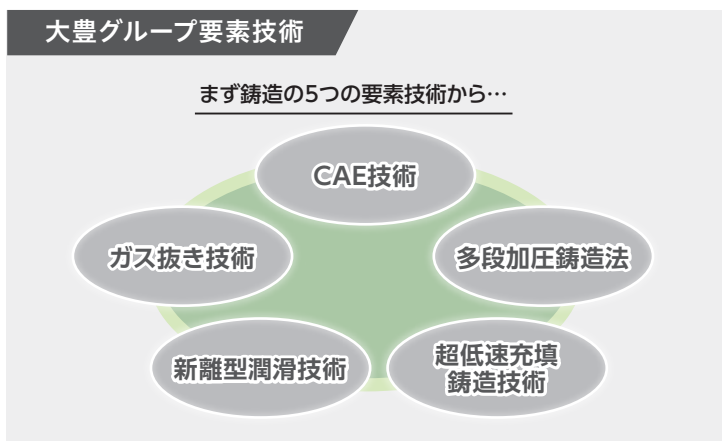 大豊グループ要素技術
まず鋳造の5つの要素技術から…
CAE技術
ガス抜き技術
多段加圧鋳造法
新離型潤滑技術
超低速充填
鋳造技術